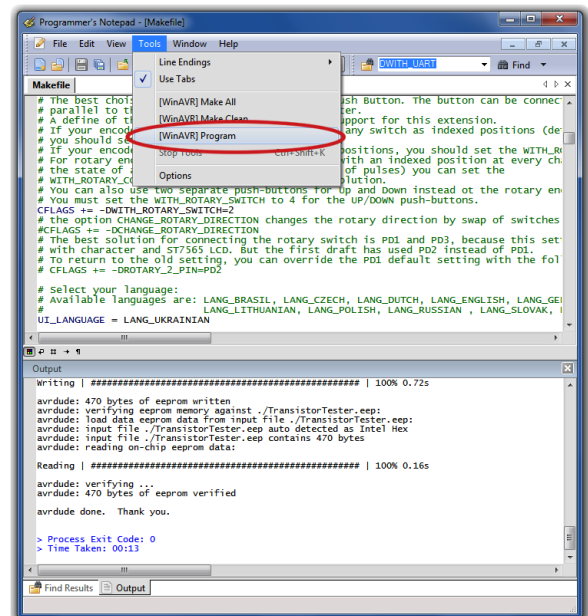 Programmer's Notepad - [Makefile]
File Edit View Tools Window Help
DWITH_UART Find
Line Endings
Use Tabs
[WinAVR] Make All
[WinAVR] Make Clean
[WinAVR] Program
Stop Tools Ctrl+Shift+K
Options
Makefile
# The best choi ush Button. The button can be connec
# parallel to th er.
# A define of th pport for this extension.
# If your encod any switch as indexed positions (de
# you should se
# If your encod ositions, you should set the WITH_R
# For rotary en with an indexed position at every cha
# the state of a of pulses) you can set the
# WITH_ROTARY_CO olution.
# You can also use two separate push-buttons for Up and Down instead of the rotary en
# You must set the WITH_ROTARY_SWITCH to 4 for the UP/DOWN push-buttons.
CFLAGS += -DWITH_ROTARY_SWITCH=2
# the option CHANGE_ROTARY_DIRECTION changes the rotary direction by swap of switches
#CFLAGS += -DCHANGE_ROTARY_DIRECTION
# The best solution for connecting the rotary switch is PD1 and PD3, because this set
# with character and ST7565 LCD. But the first draft has used PD2 instead of PD1.
# To return to the old setting, you can override the PD1 default setting with the fol
# CFLAGS += -DROTARY_2_PIN=PD2
# Select your language:
# Available languages are: LANG_BRASIL, LANG_CZECH, LANG_DUTCH, LANG_ENGLISH, LANG_GE
# LANG_LITHUANIAN, LANG_POLISH, LANG_RUSSIAN , LANG_SLOVAK,
UI_LANGUAGE = LANG_UKRAINIAN
Output
Writing | ################################################## | 100% 0.72s
avrdude: 470 bytes of eeprom written
avrdude: verifying eeprom memory against ./TransistorTester.eep:
avrdude: load data eeprom data from input file ./TransistorTester.eep:
avrdude: input file ./TransistorTester.eep auto detected as Intel Hex
avrdude: input file ./TransistorTester.eep contains 470 bytes
avrdude: reading on-chip eeprom data:
Reading | ################################################## | 100% 0.16s
avrdude: verifying ...
avrdude: 470 bytes of eeprom verified
avrdude done. Thank you.
> Process Exit Code: 0
> Time Taken: 00:13
Find Results Output